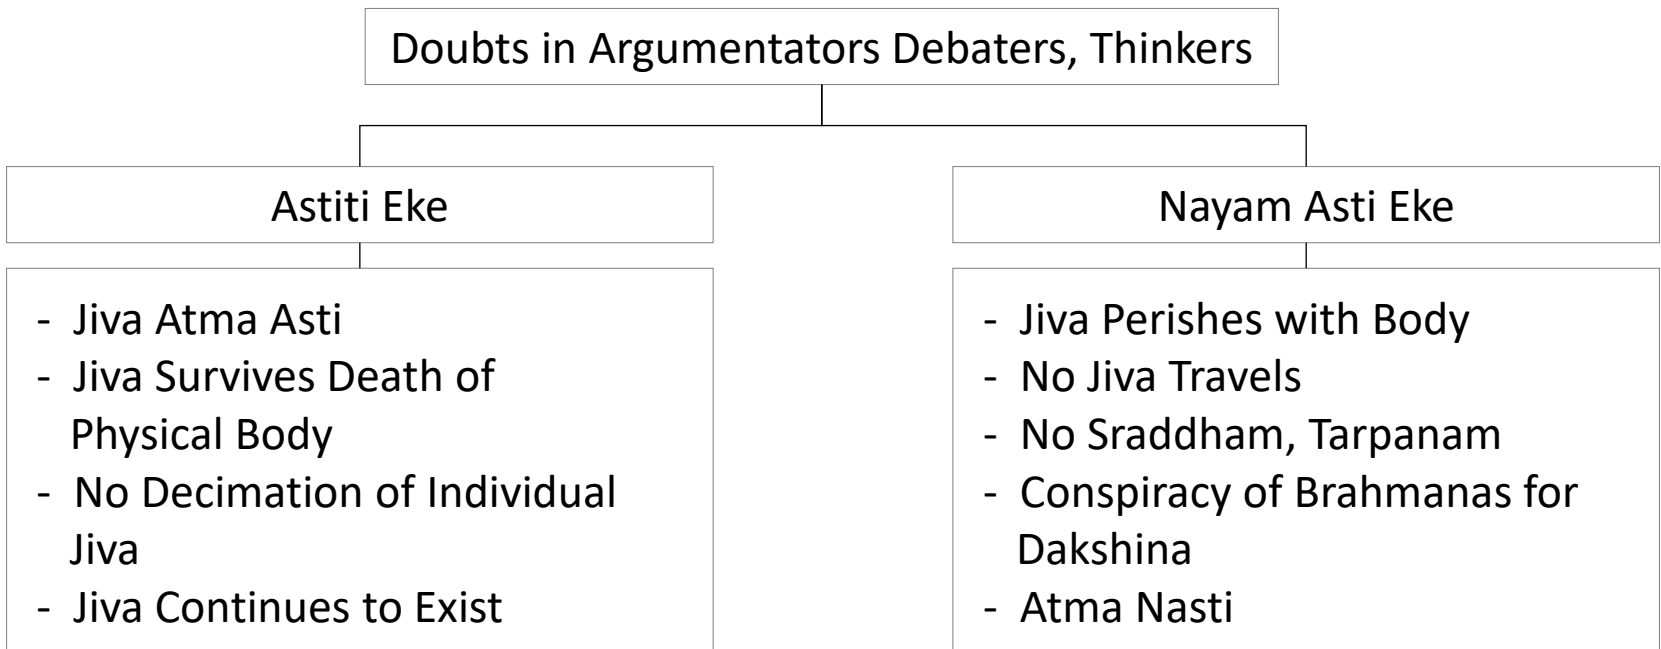 Doubts in Argumentators Debaters, Thinkers
Astiti Eke
- Jiva Atma Asti
- Jiva Survives Death of
Physical Body
- No Decimation of Individual
Jiva
- Jiva Continues to Exist
Nayam Asti Eke
- Jiva Perishes with Body
- No Jiva Travels
- No Sraddham, Tarpanam
- Conspiracy of Brahmanas for
Dakshina
- Atma Nasti